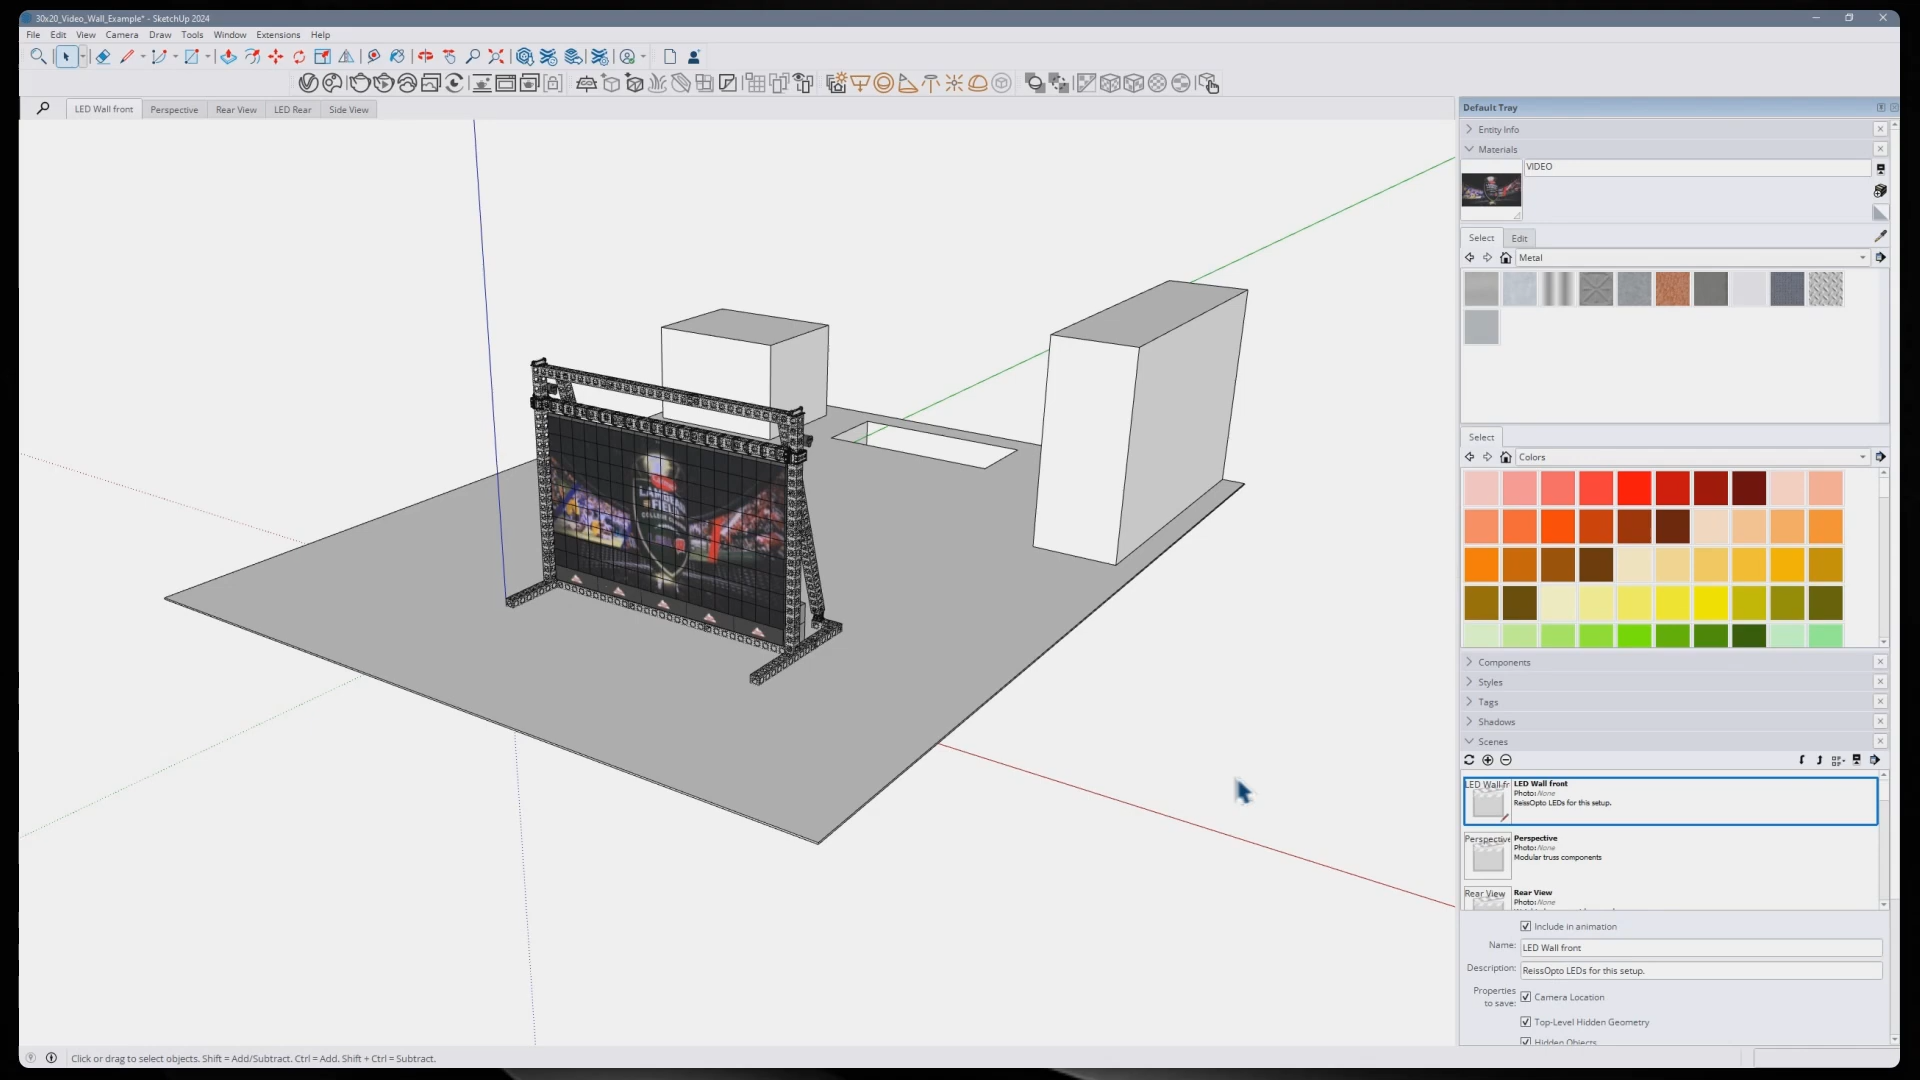 30x20_Video_Wall_Example* - SketchUp 2024
File Edit View Camera Draw Tools Window Extensions Help
LED Wall front Perspective Rear View LED Rear Side View
Default Tray
Entity Info
Materials
VIDEO
Select Edit
Metal
Select
Colors
Components
Styles
Tags
Shadows
Scenes
LED Wall fr
LED Wall front
Photo: None
ReissOpto LEDs for this setup.
Perspective
Perspective
Photo: None
Modular truss components
Rear View
Rear View
Photo: None
Include in animation
Name: LED Wall front
Description: ReissOpto LEDs for this setup.
Properties to save:
Camera Location
Top-Level Hidden Geometry
Hidden Objects
Click or drag to select objects. Shift = Add/Subtract. Ctrl = Add. Shift + Ctrl = Subtract.